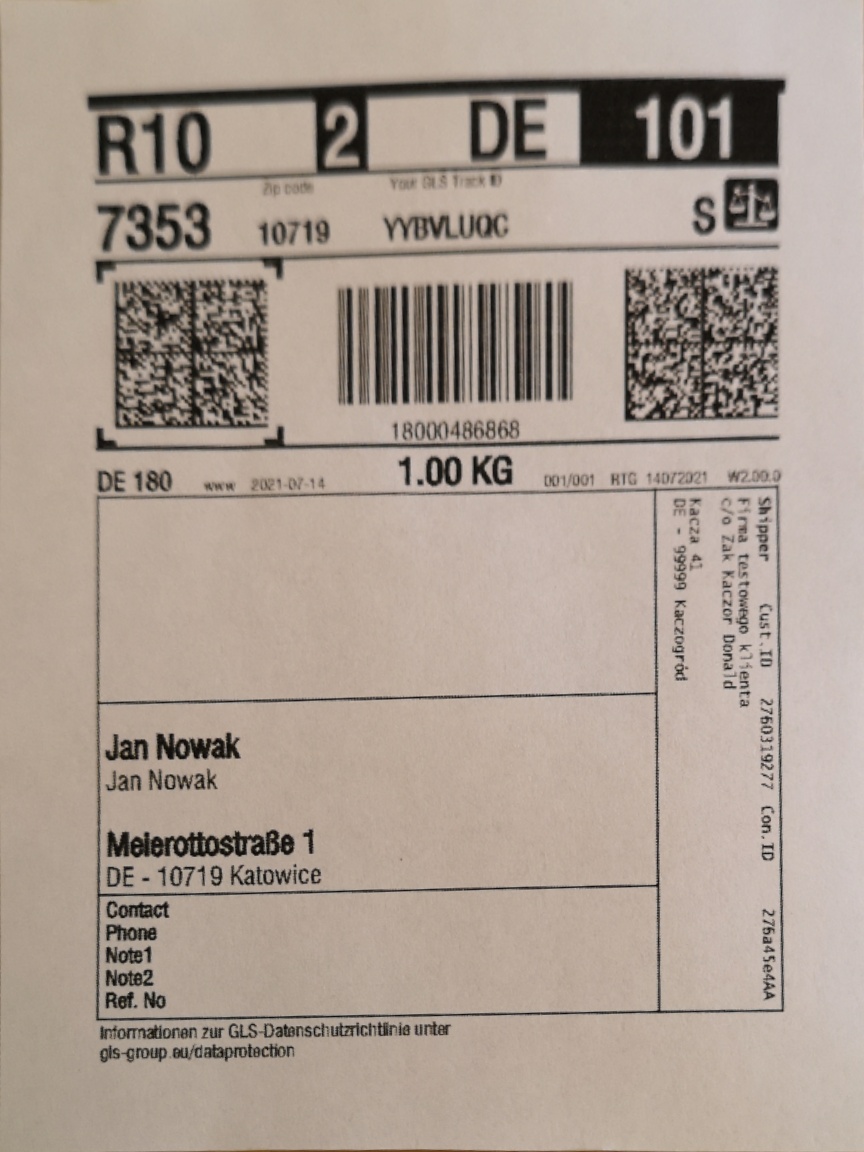 R10 2 DE 101
Zip code Your GLS Track ID
7353 10719 YYBVLUQC S
18000486868
DE 180 www 2021-07-14 1.00 KG 001/001 RTG 14072021 W2.00.0
Shipper Cust.ID 2760319277 Con.ID 276a45e4AA
Firma testowego klienta
c/o Zak Kaczor Donald
Kacza 41
DE - 99999 Kaczogród
Jan Nowak
Jan Nowak
Meierottostraße 1
DE - 10719 Katowice
Contact
Phone
Note1
Note2
Ref. No
Informationen zur GLS-Datenschutzrichtlinie unter
gls-group.eu/dataprotection